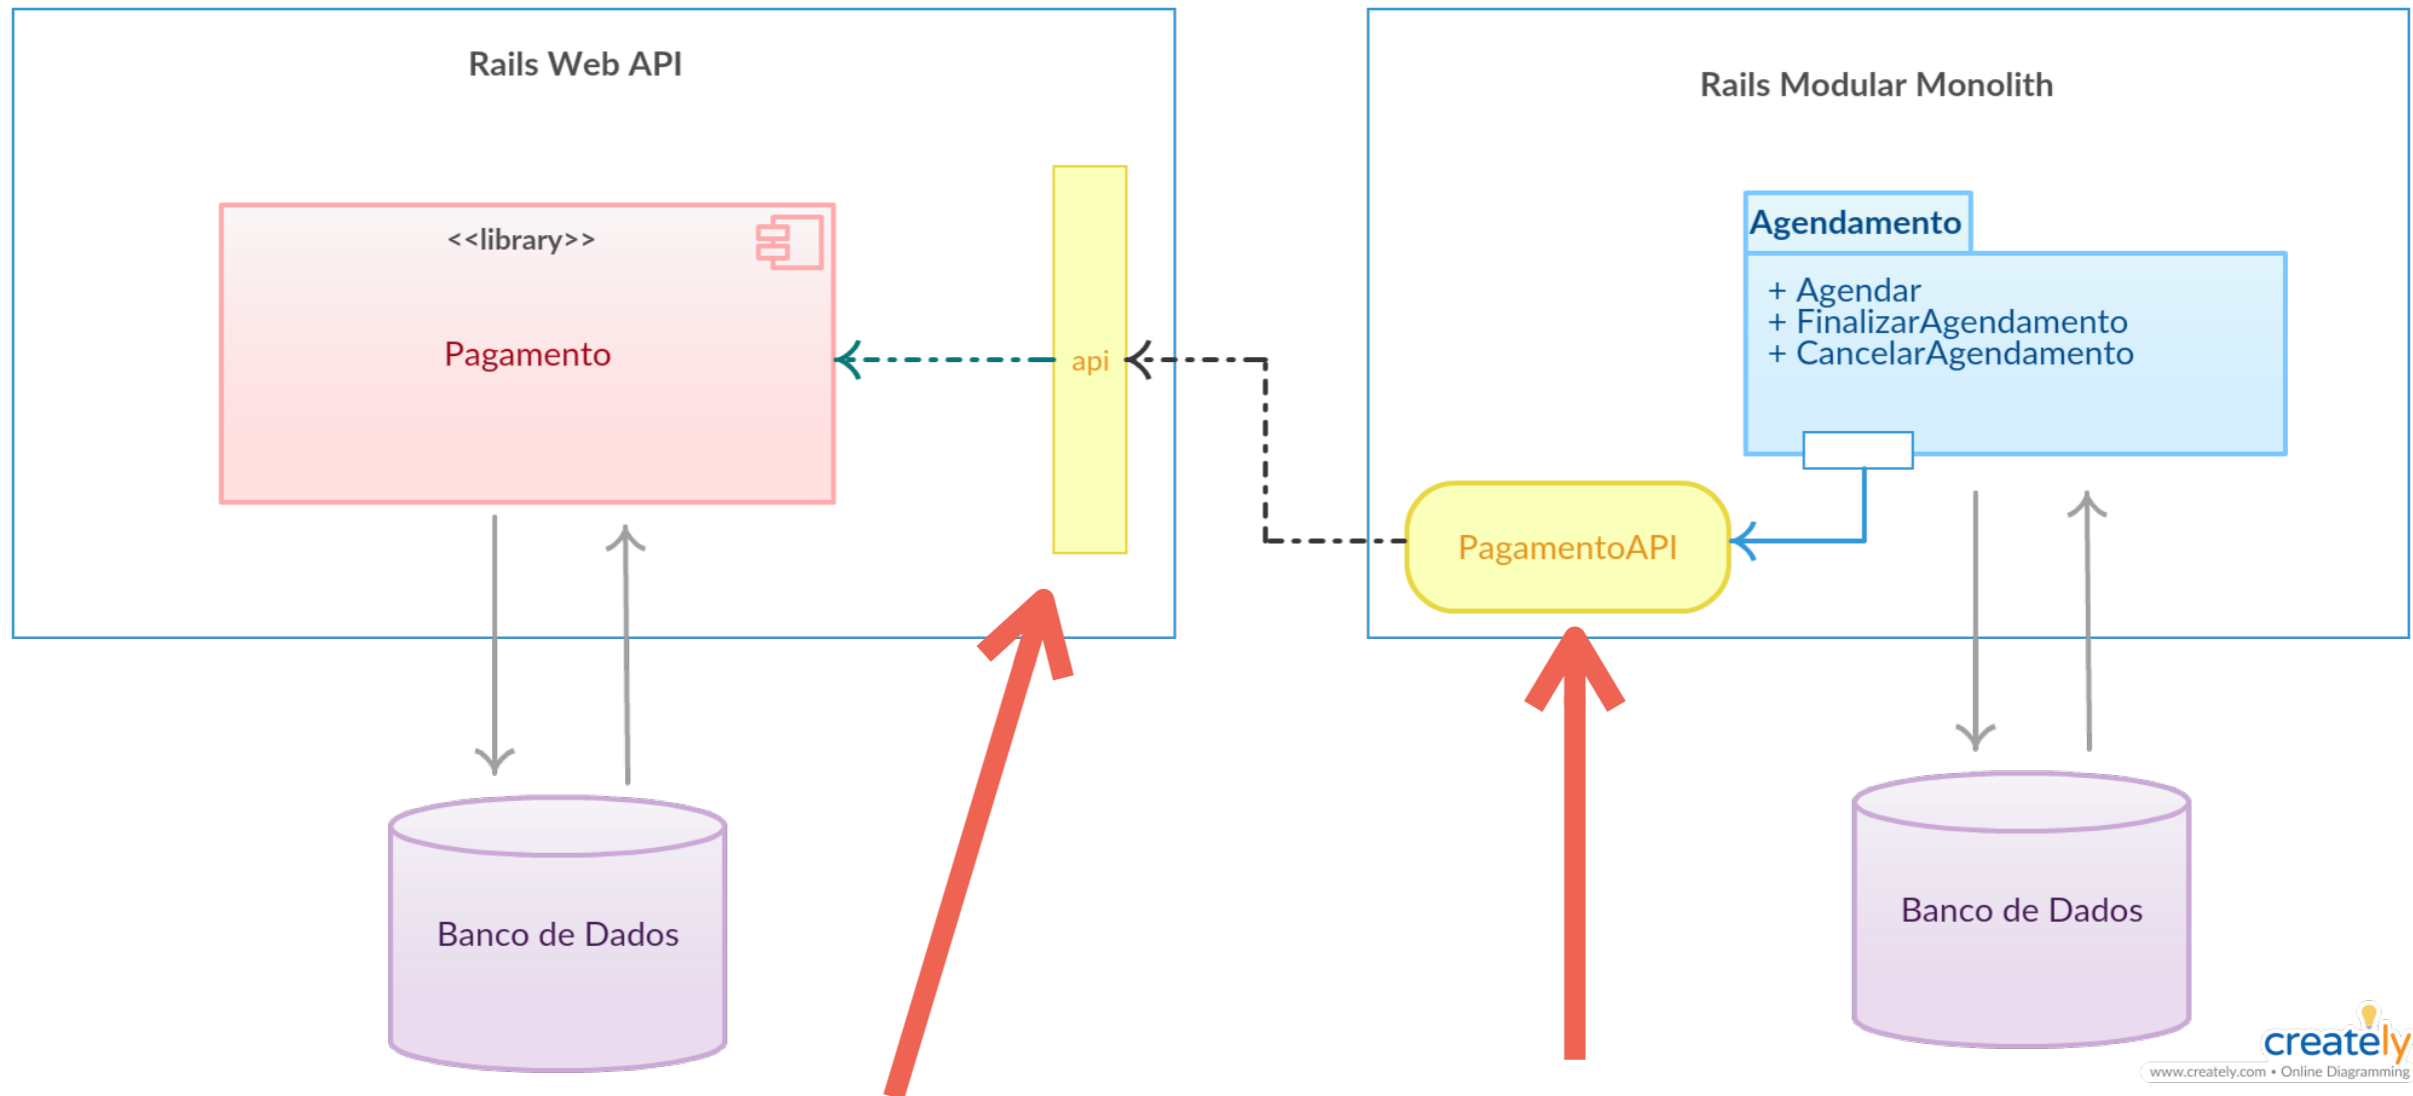 Rails Web API
<<library>>
Pagamento
api
Banco de Dados
Rails Modular Monolith
Agendamento
+ Agendar
+ FinalizarAgendamento
+ CancelarAgendamento
PagamentoAPI
Banco de Dados
creately
www.creately.com • Online Diagramming